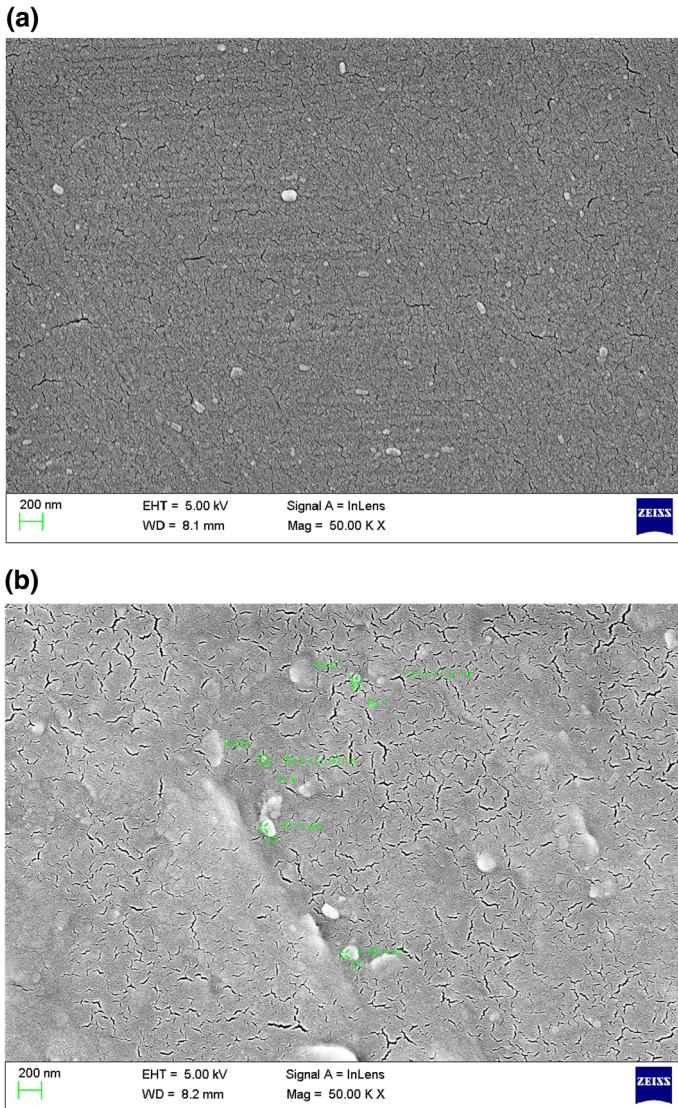 (a)
200 nm EHT = 5.00 kV Signal A = InLens
WD = 8.1 mm Mag = 50.00 K X
ZEISS
(b)
200 nm EHT = 5.00 kV Signal A = InLens
WD = 8.2 mm Mag = 50.00 K X
ZEISS